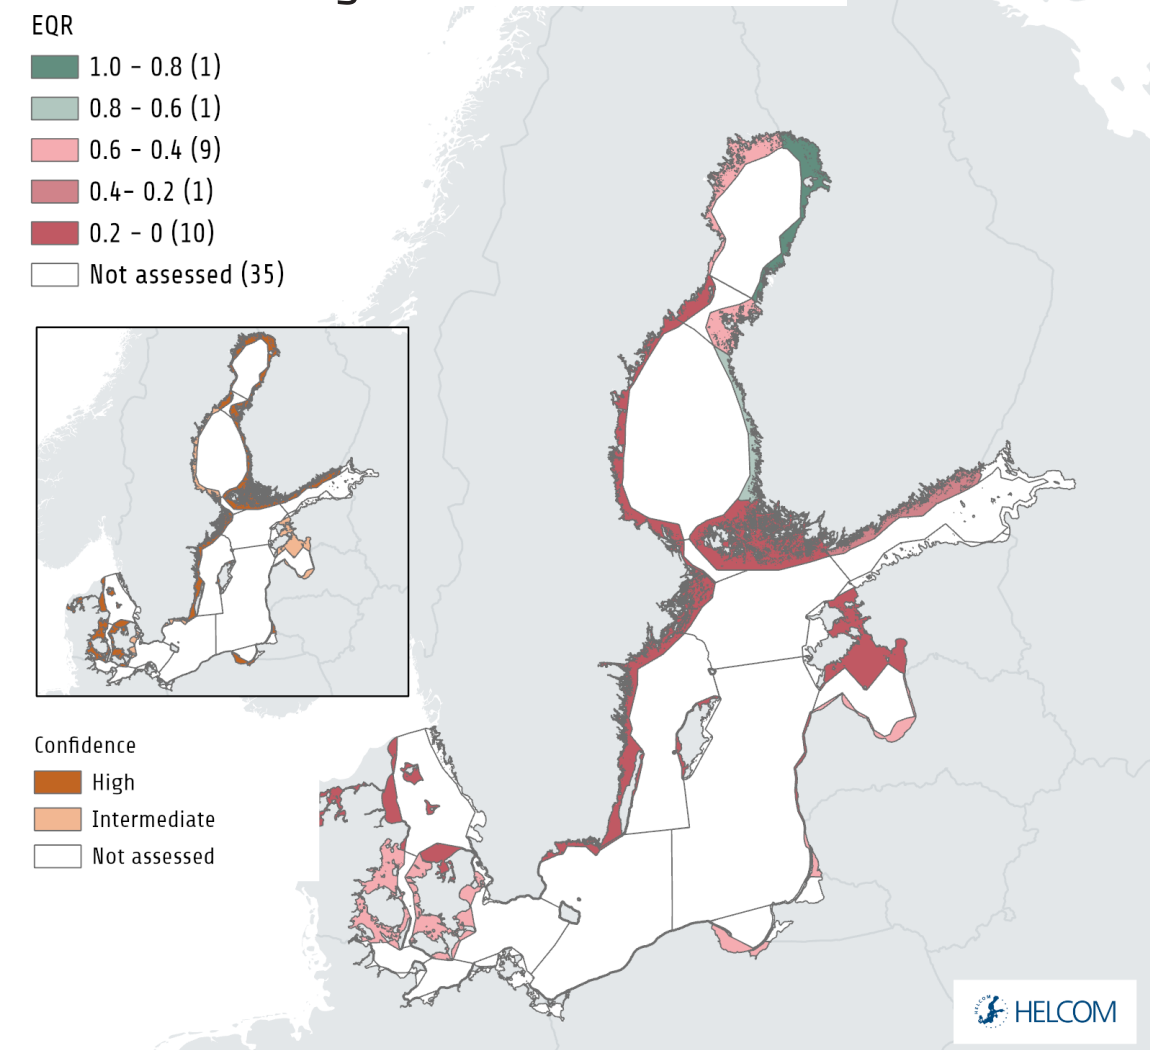 EQR
1.0 - 0.8 (1)
0.8 - 0.6 (1)
0.6 - 0.4 (9)
0.4- 0.2 (1)
0.2 - 0 (10)
Not assessed (35)
Confidence
High
Intermediate
Not assessed
HELCOM